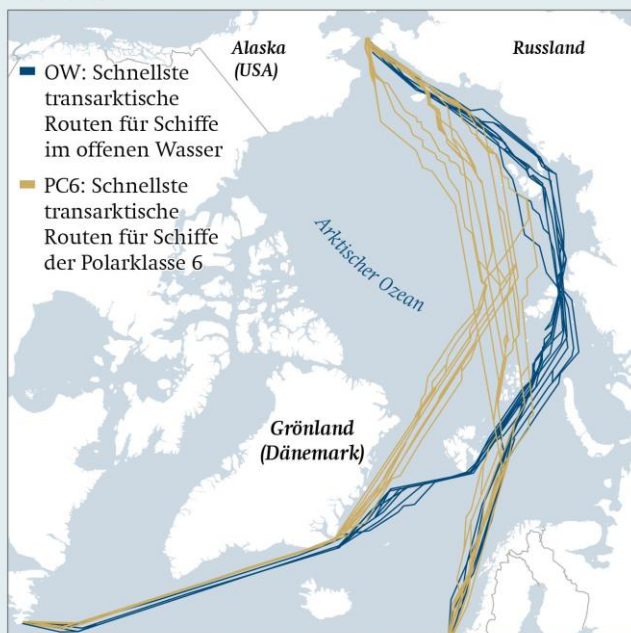 Alaska
(USA)
Russland
OW: Schnellste
transarktische
Routen für Schiffe
im offenen Wasser
PC6: Schnellste
transarktische
Routen für Schiffe
der Polarklasse 6
Arktischer Ozean
Grönland
(Dänemark)